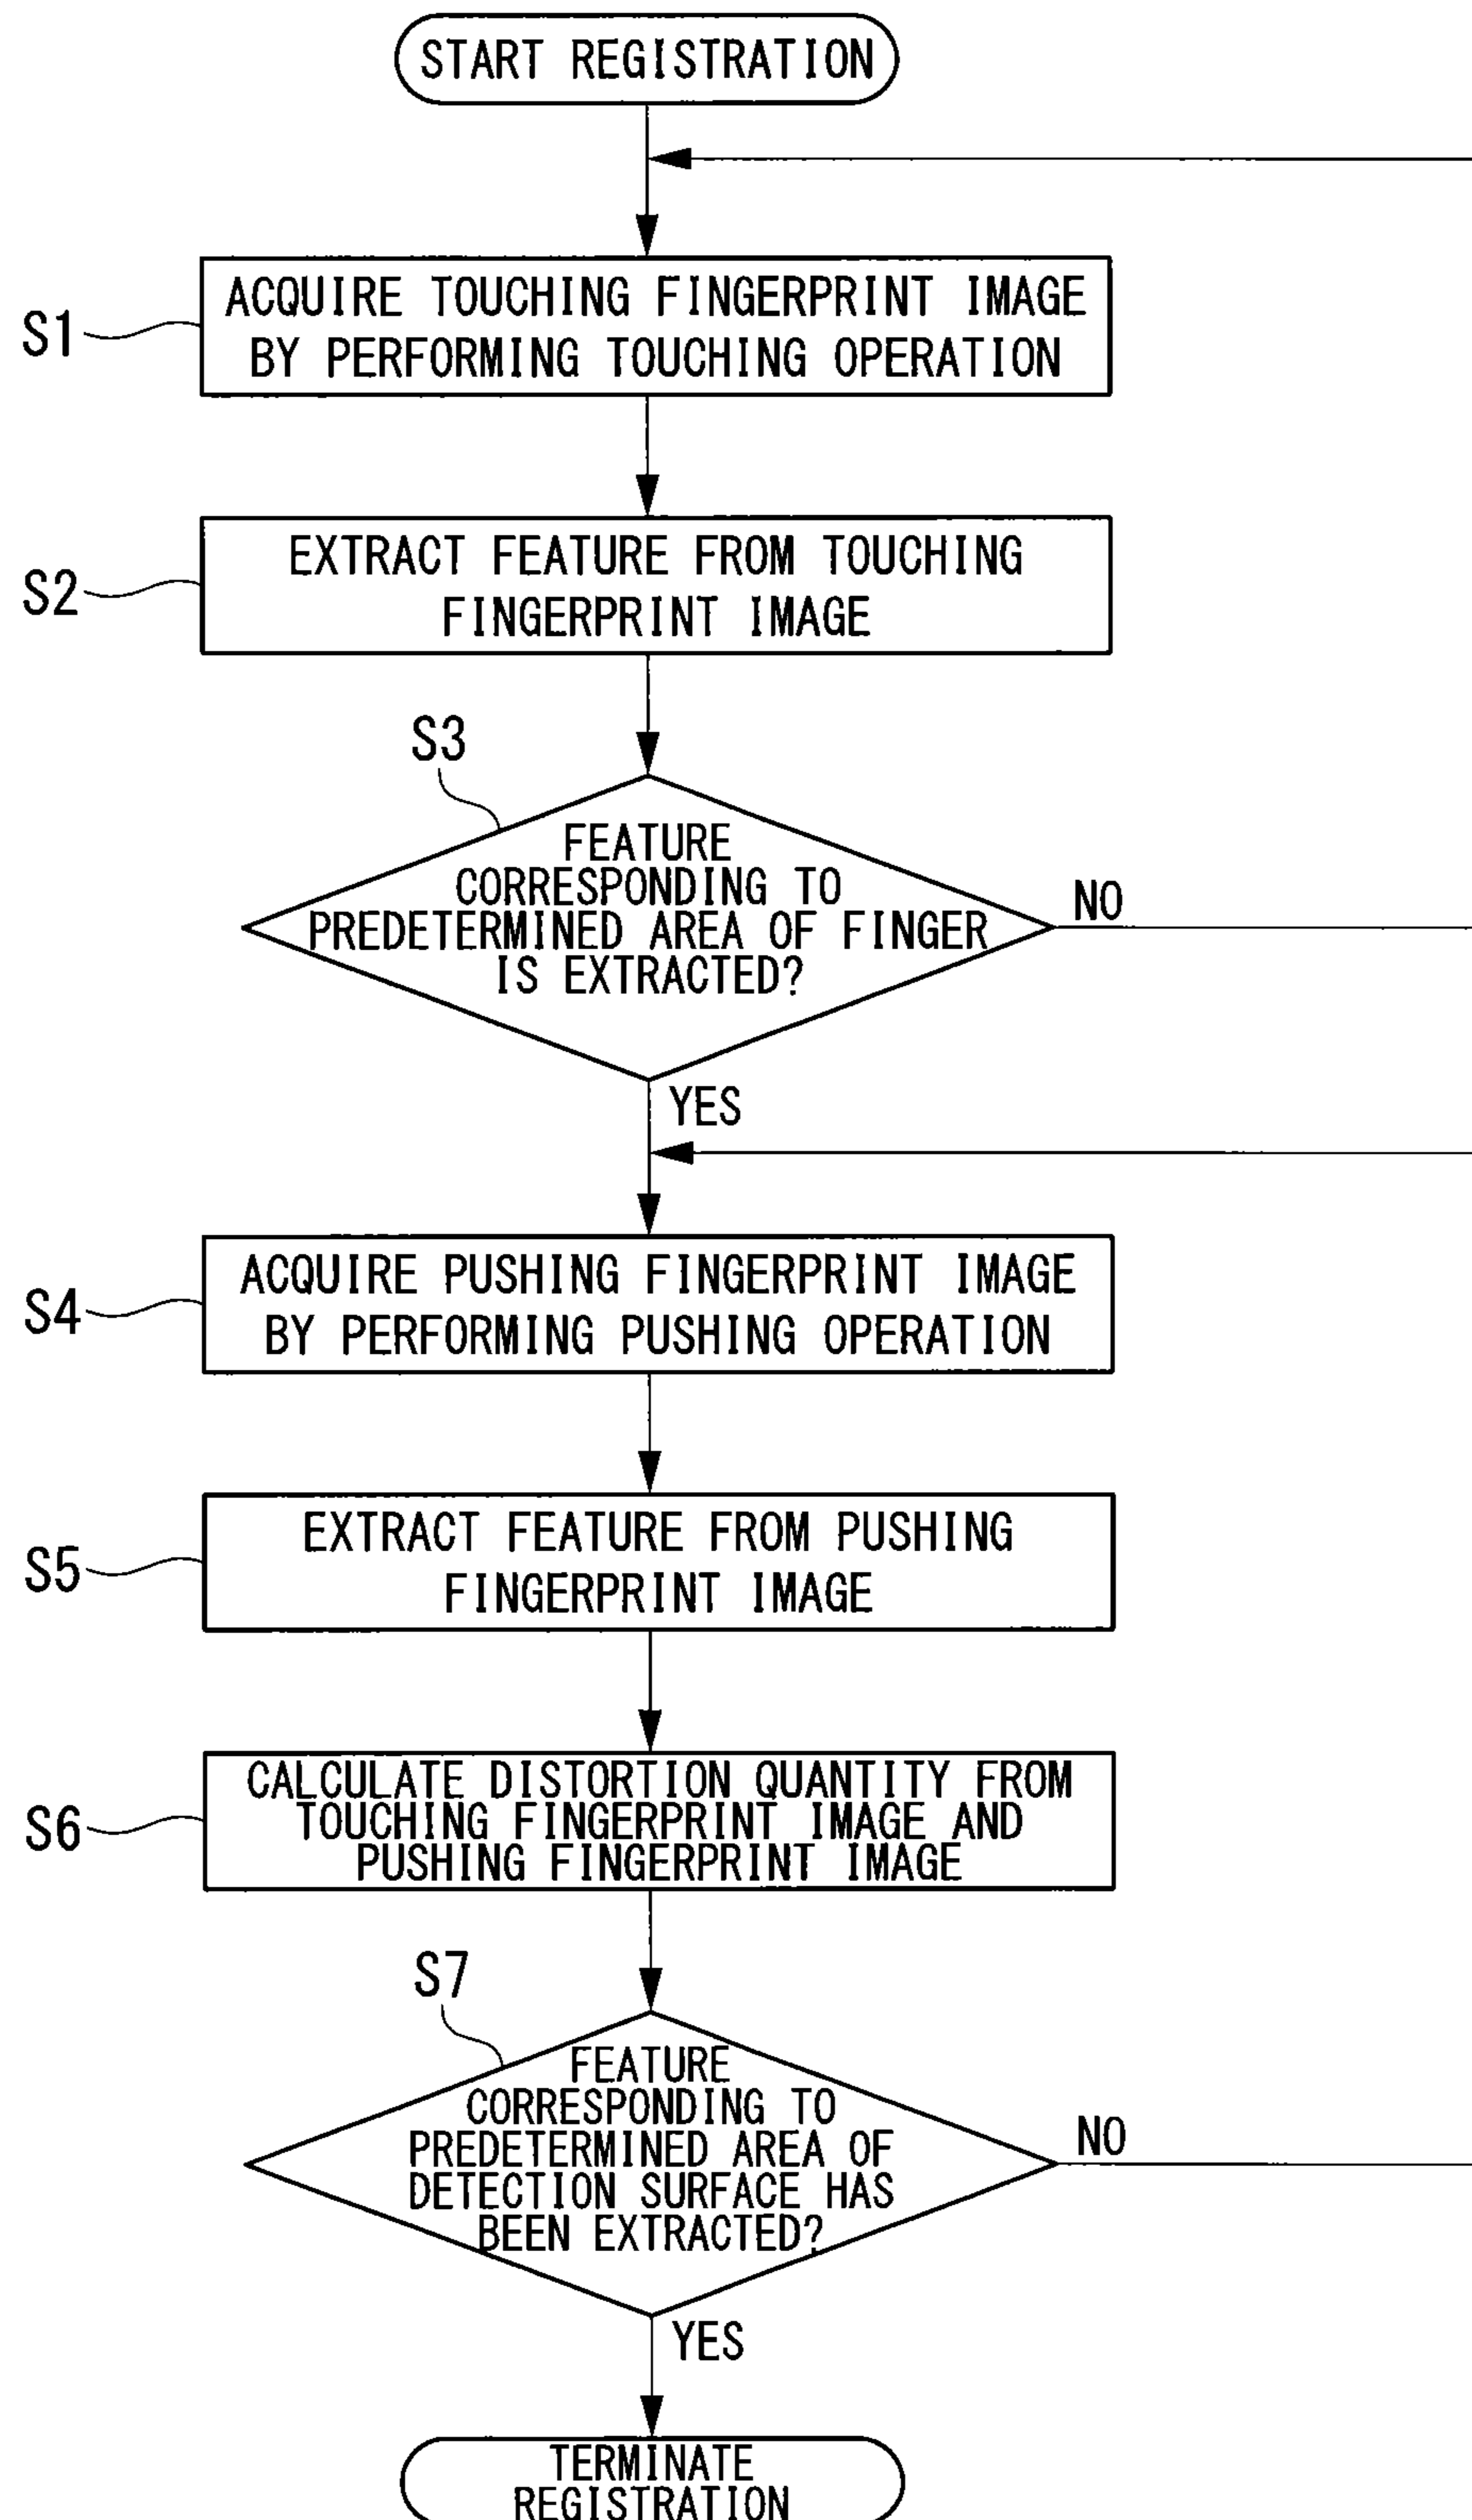 START REGISTRATION
S1
ACQUIRE TOUCHING FINGERPRINT IMAGE
BY PERFORMING TOUCHING OPERATION
S2
EXTRACT FEATURE FROM TOUCHING
FINGERPRINT IMAGE
S3
FEATURE
CORRESPONDING TO
PREDETERMINED AREA OF FINGER
IS EXTRACTED?
NO
YES
S4
ACQUIRE PUSHING FINGERPRINT IMAGE
BY PERFORMING PUSHING OPERATION
S5
EXTRACT FEATURE FROM PUSHING
FINGERPRINT IMAGE
S6
CALCULATE DISTORTION QUANTITY FROM
TOUCHING FINGERPRINT IMAGE AND
PUSHING FINGERPRINT IMAGE
S7
FEATURE
CORRESPONDING TO
PREDETERMINED AREA OF
DETECTION SURFACE HAS
BEEN EXTRACTED?
NO
YES
TERMINATE
REGISTRATION